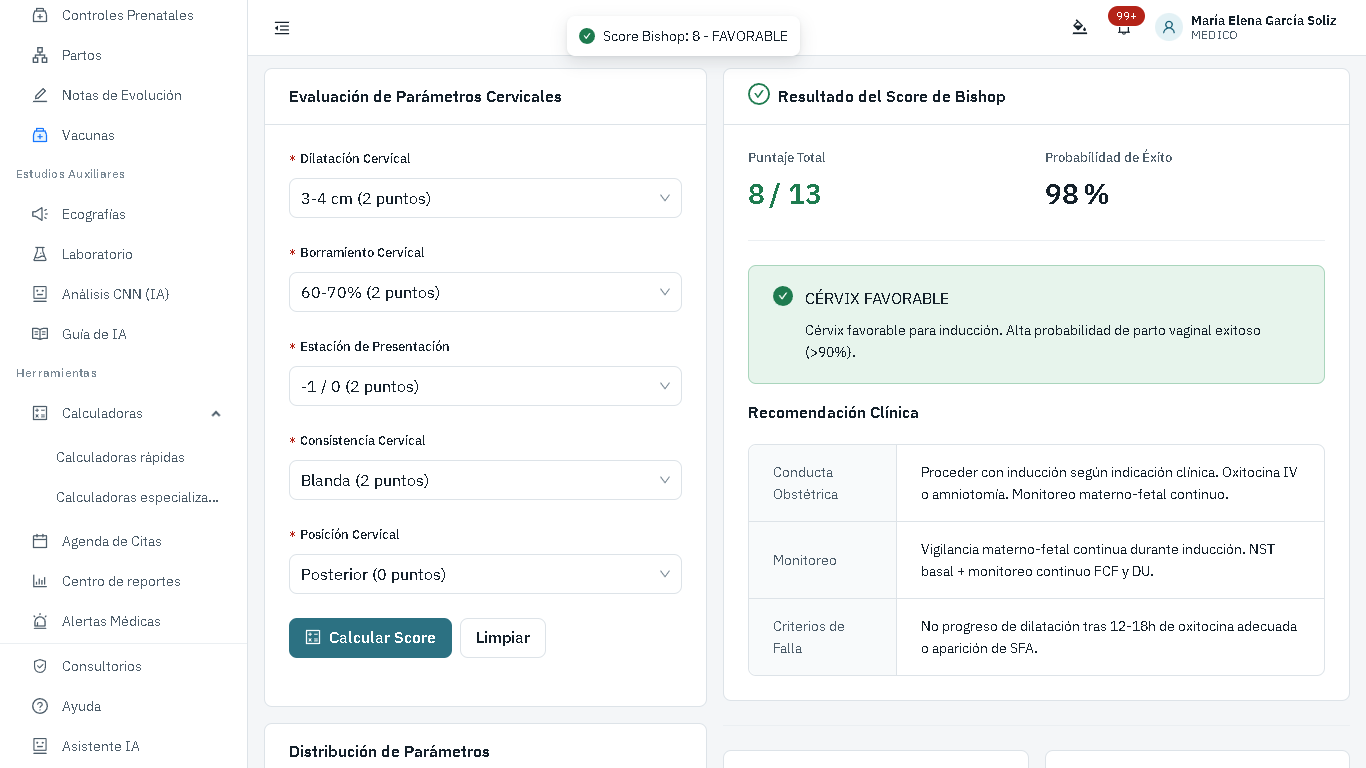 Controles Prenatales
Partos
Notas de Evolución
Vacunas
Estudios Auxiliares
Ecografías
Laboratorio
Análisis CNN (IA)
Guía de IA
Herramientas
Calculadoras
Calculadoras rápidas
Calculadoras especializa...
Agenda de Citas
Centro de reportes
Alertas Médicas
Consultorios
Ayuda
Asistente IA
Score Bishop: 8 - FAVORABLE
99+
María Elena García Soliz
MEDICO
Evaluación de Parámetros Cervicales
* Dilatación Cervical
3-4 cm (2 puntos)
* Borramiento Cervical
60-70% (2 puntos)
* Estación de Presentación
-1 / 0 (2 puntos)
* Consistencia Cervical
Blanda (2 puntos)
* Posición Cervical
Posterior (0 puntos)
Calcular Score
Limpiar
Distribución de Parámetros
Resultado del Score de Bishop
Puntaje Total
8 / 13
Probabilidad de Éxito
98 %
CÉRVIX FAVORABLE
Cérvix favorable para inducción. Alta probabilidad de parto vaginal exitoso
(>90%).
Recomendación Clínica
Conducta
Obstétrica
Proceder con inducción según indicación clínica. Oxitocina IV
o amniotomía. Monitoreo materno-fetal continuo.
Monitoreo
Vigilancia materno-fetal continua durante inducción. NST
basal + monitoreo continuo FCF y DU.
Criterios de
Falla
No progreso de dilatación tras 12-18h de oxitocina adecuada
o aparición de SFA.